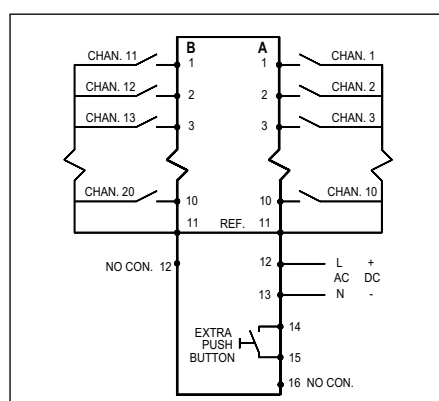 B A
CHAN. 11 1 1 CHAN. 1
CHAN. 12 2 2 CHAN. 2
CHAN. 13 3 3 CHAN. 3
CHAN. 20 10 10 CHAN. 10
11 REF. 11
NO CON. 12 12 L +
AC DC
13 N -
14
EXTRA
PUSH
BUTTON
15
16 NO CON.